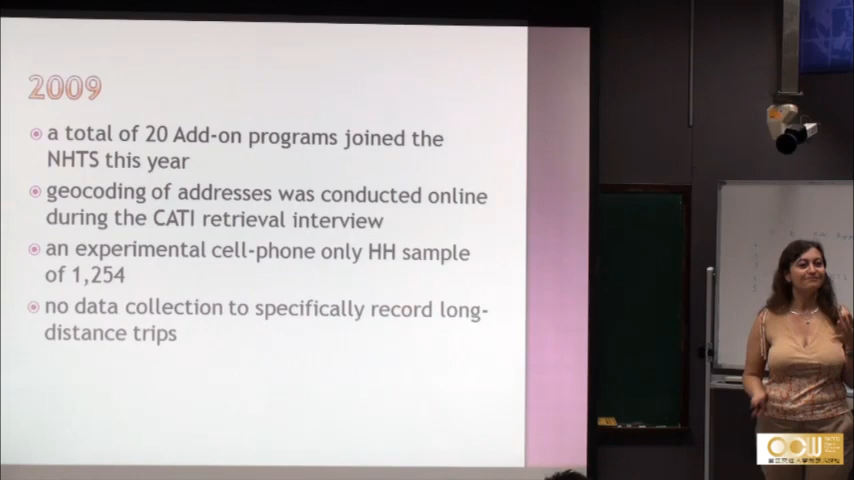 2009
a total of 20 Add-on programs joined the
NHTS this year
geocoding of addresses was conducted online
during the CATI retrieval interview
an experimental cell-phone only HH sample
of 1,254
no data collection to specifically record long-
distance trips
OCW